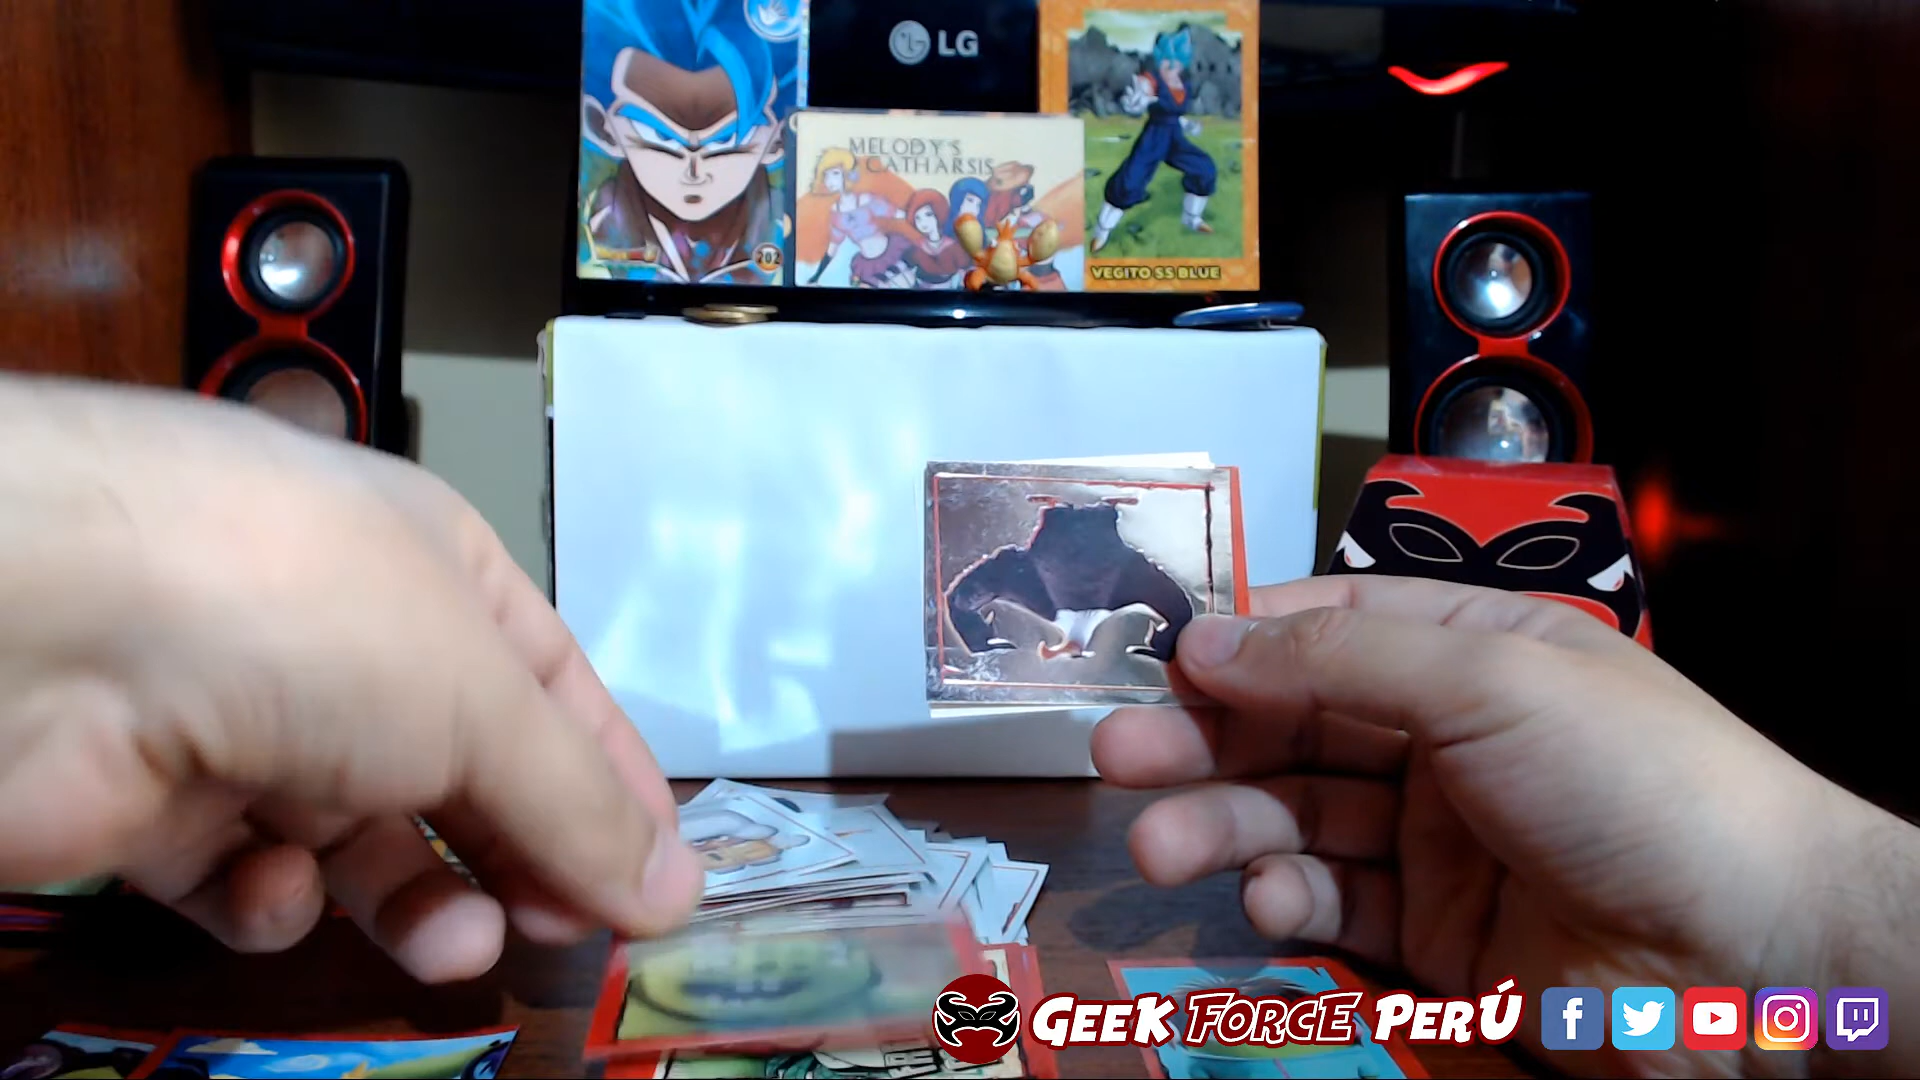 LG
MELODY'S
CATHARSIS
202
VEGITO SS BLUE
GEEK FORCE PERÚ